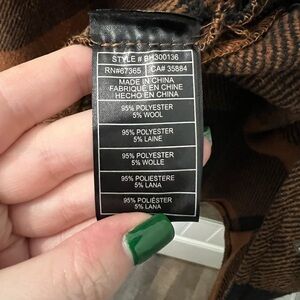 STYLE # BH300136
RN#67365 CA# 35884
MADE IN CHINA
FABRIQUÉ EN CHINE
HECHO EN CHINA
95% POLYESTER
5% WOOL
95% POLYESTER
5% LAINE
95% POLYESTER
5% WOLLE
95% POLIESTERE
5% LANA
95% POLIÉSTER
5% LANA